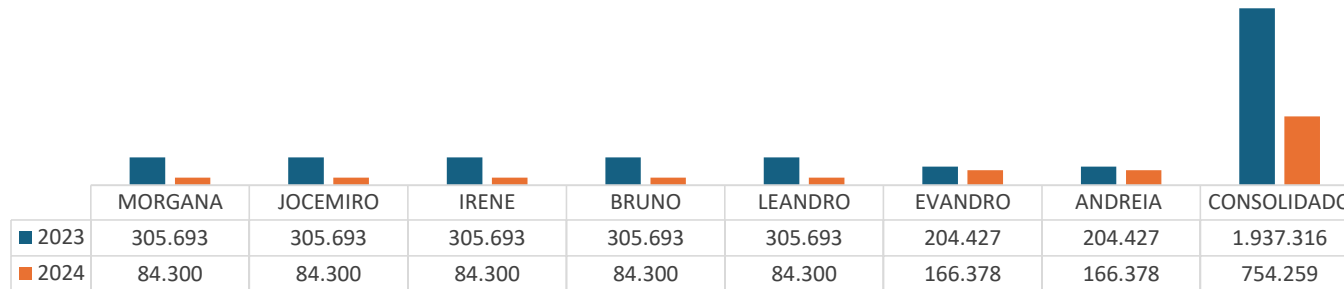 MORGANA JOCEMIRO IRENE BRUNO LEANDRO EVANDRO ANDREIA CONSOLIDADO
2023 305.693 305.693 305.693 305.693 305.693 204.427 204.427 1.937.316
2024 84.300 84.300 84.300 84.300 84.300 166.378 166.378 754.259